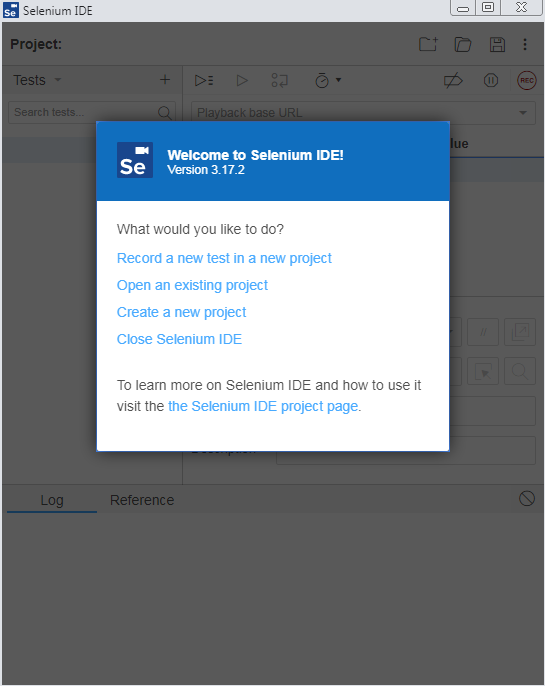 Selenium IDE
Project:
Tests
Search tests...
Playback base URL
lue
Se
Welcome to Selenium IDE!
Version 3.17.2
What would you like to do?
Record a new test in a new project
Open an existing project
Create a new project
Close Selenium IDE
To learn more on Selenium IDE and how to use it
visit the the Selenium IDE project page.
Log Reference
REC
//